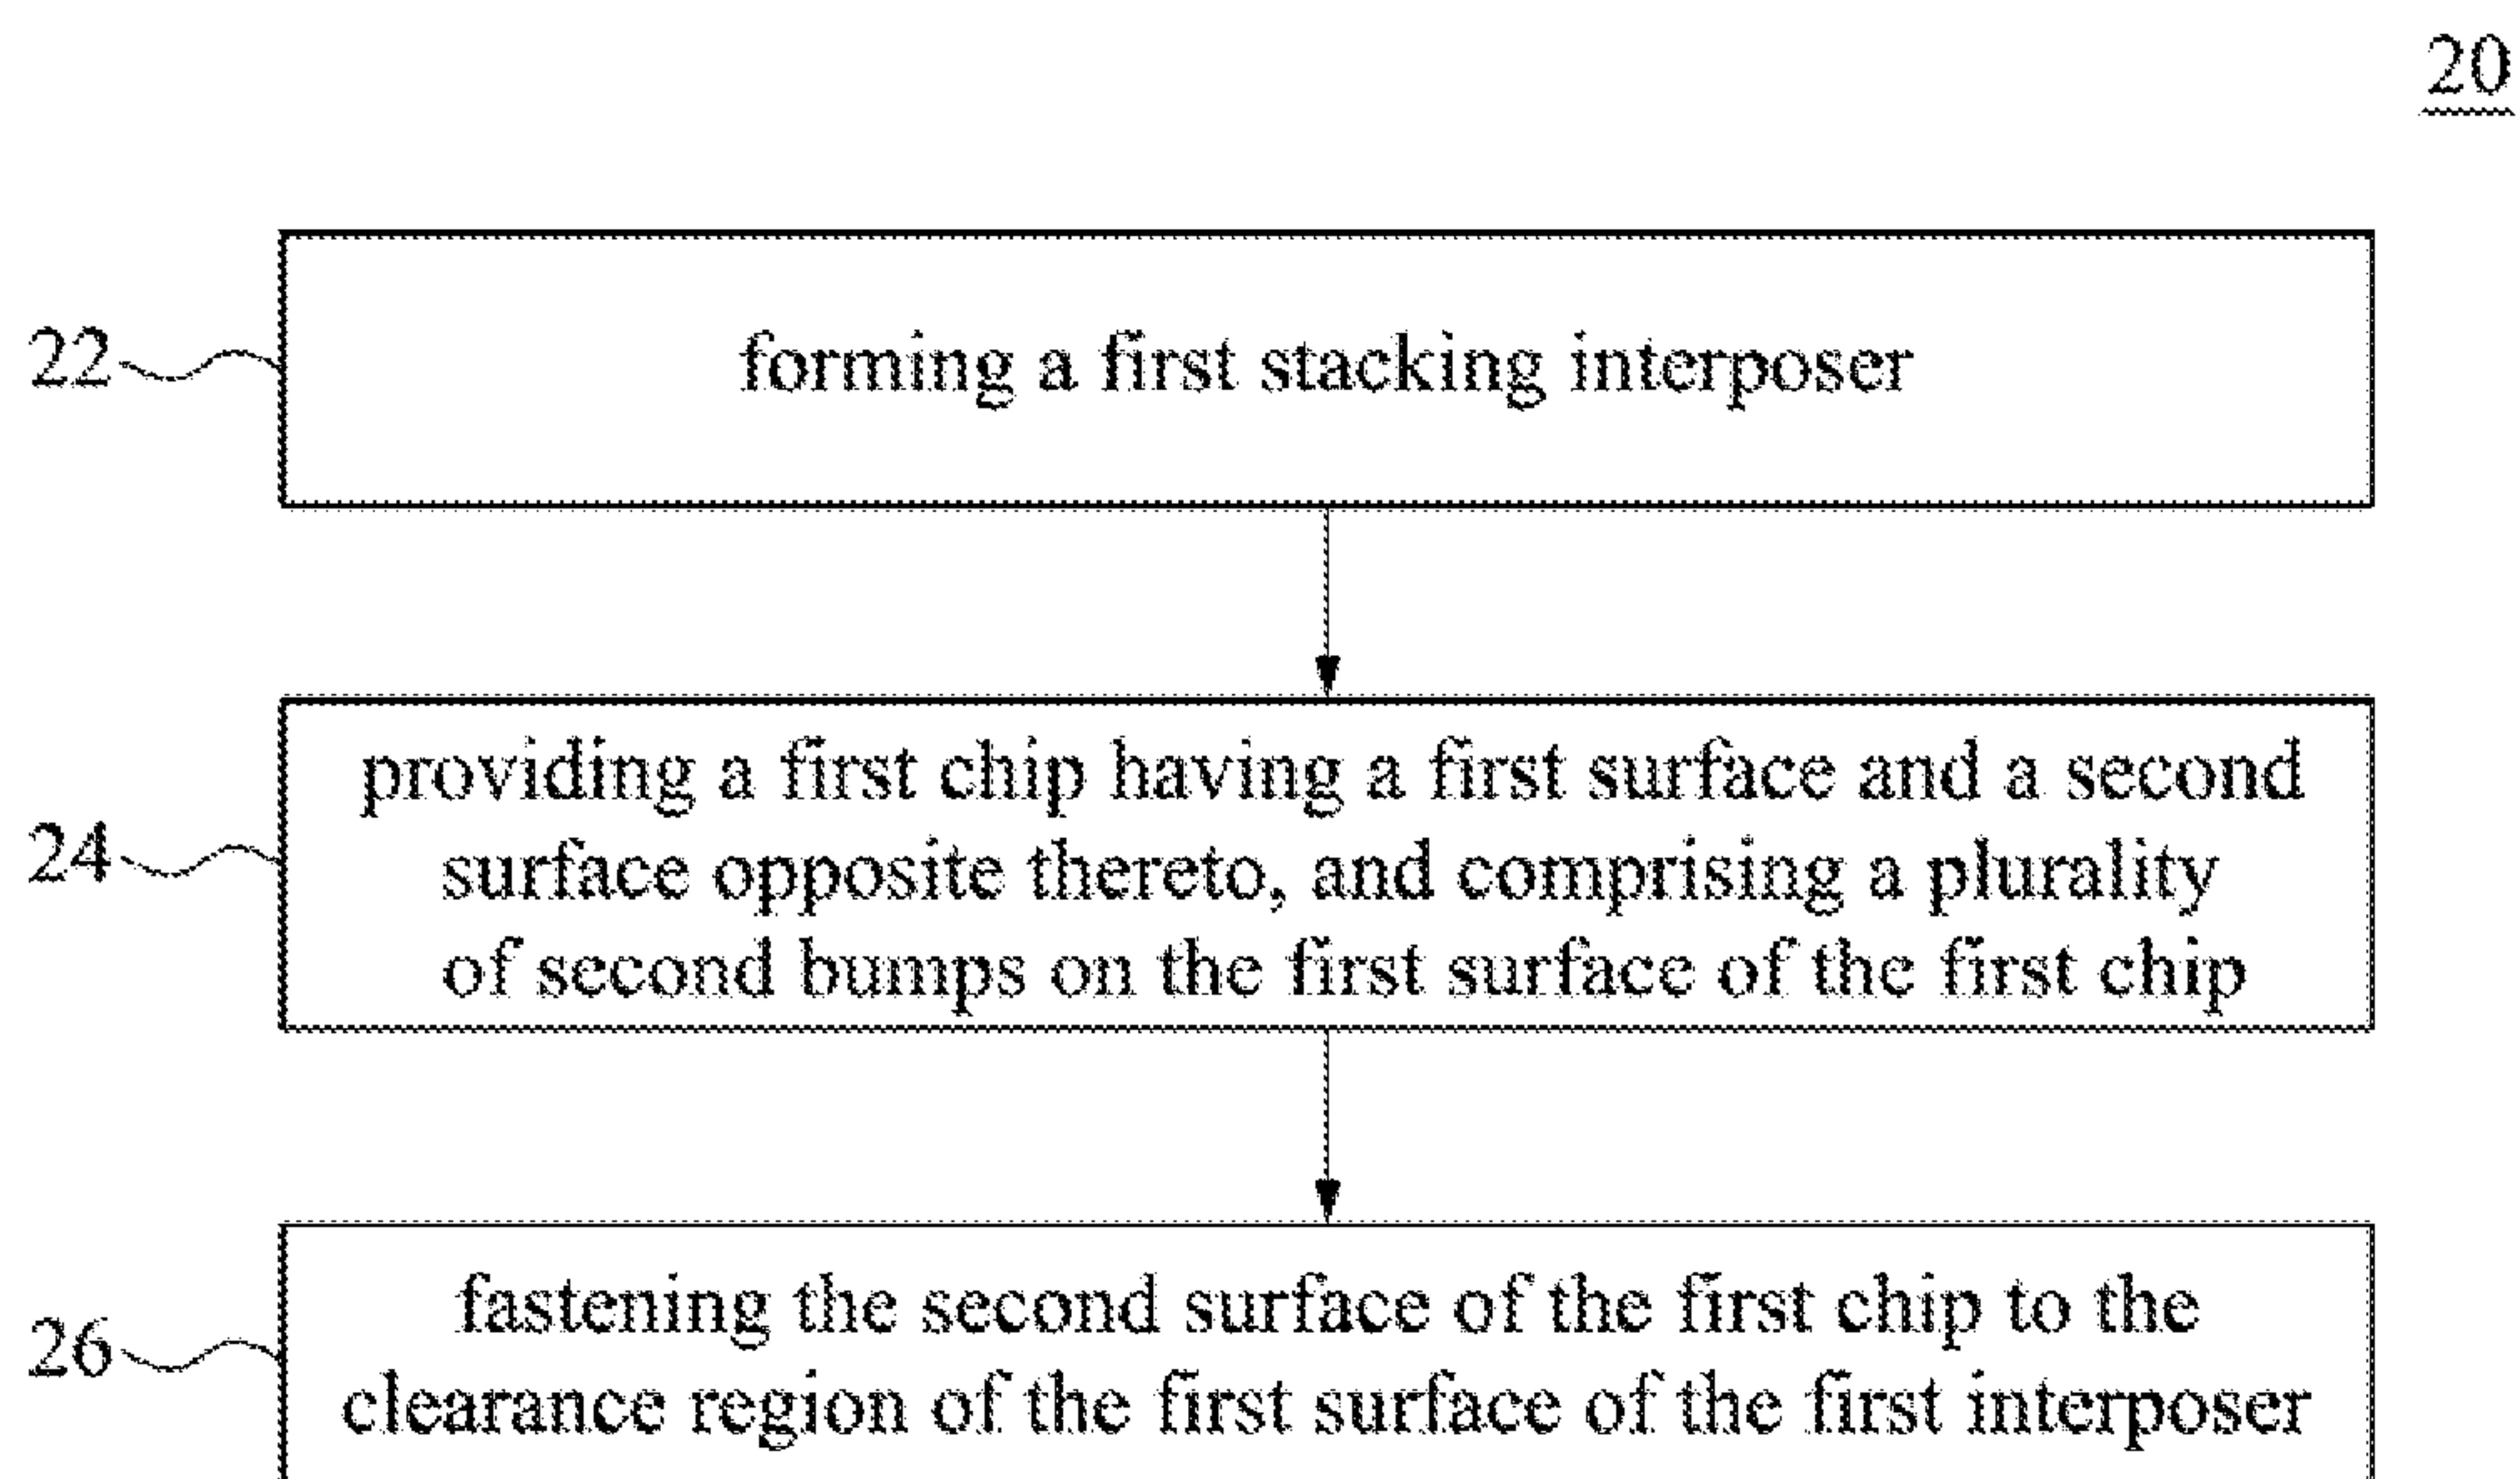 20
22
forming a first stacking interposer
24
providing a first chip having a first surface and a second
surface opposite thereto, and comprising a plurality
of second bumps on the first surface of the first chip
26
fastening the second surface of the first chip to the
clearance region of the first surface of the first interposer